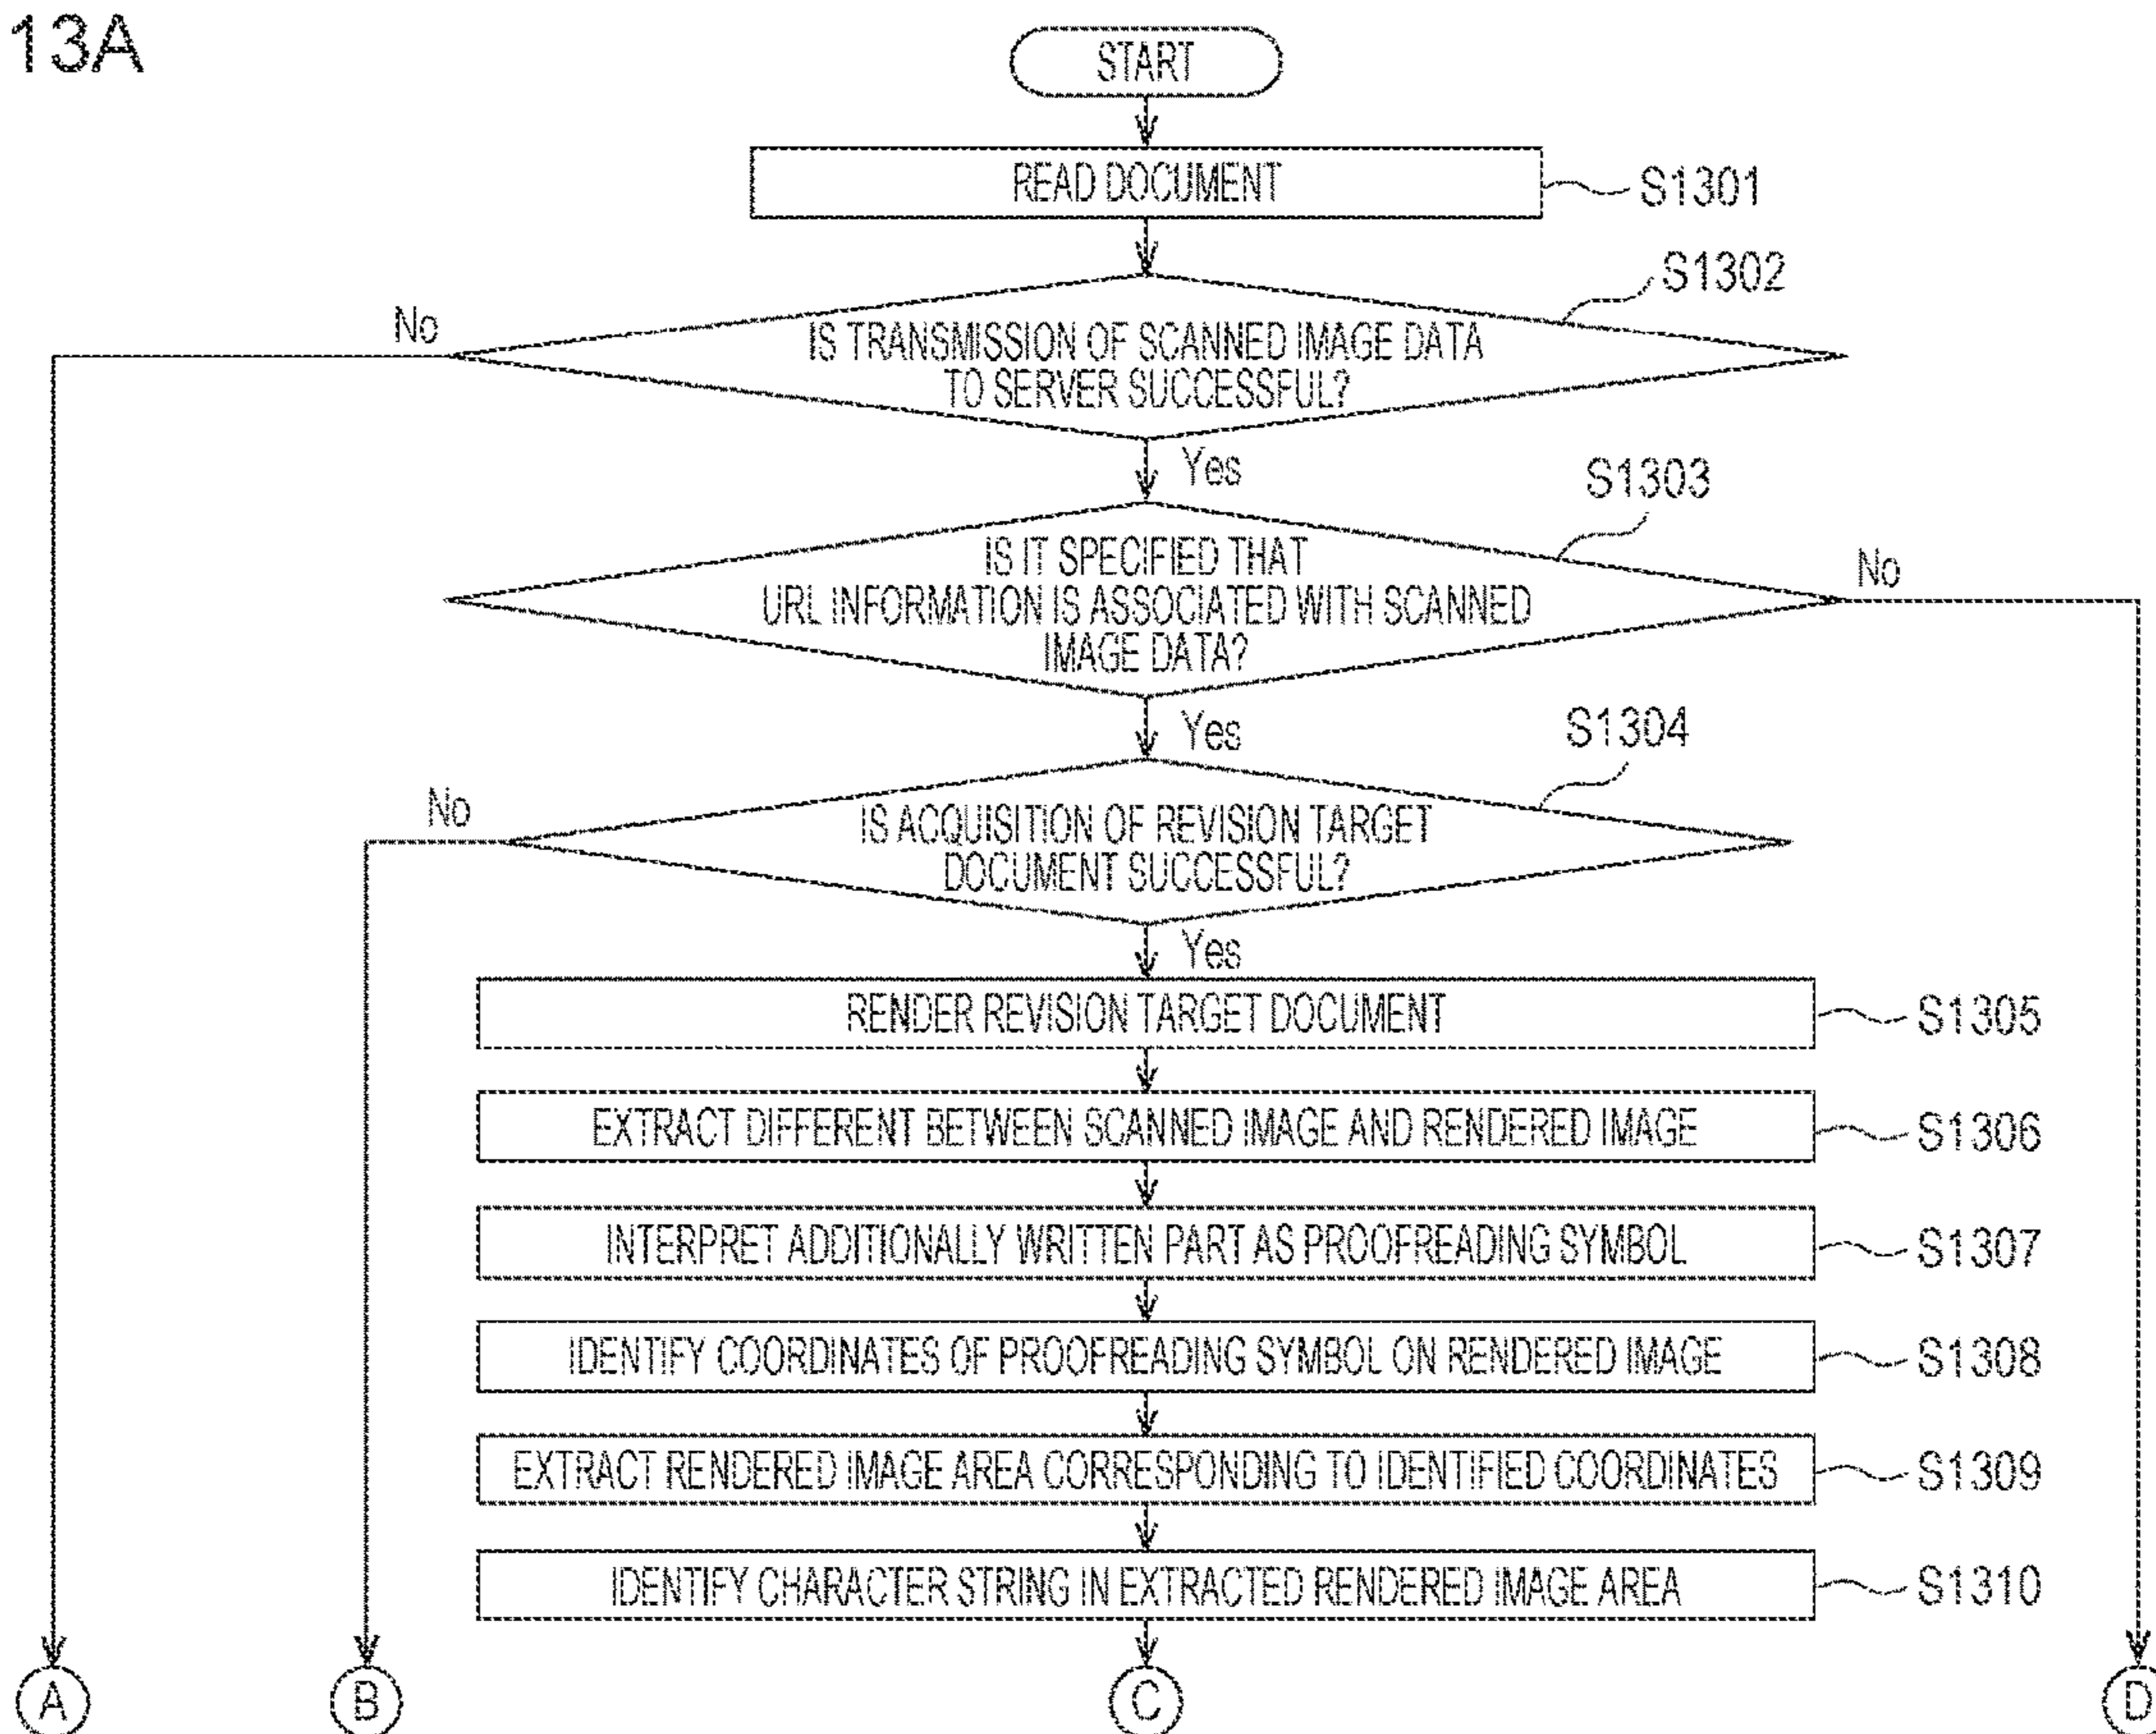 13A
START
READ DOCUMENT
S1301
S1302
No
IS TRANSMISSION OF SCANNED IMAGE DATA
TO SERVER SUCCESSFUL?
Yes
S1303
IS IT SPECIFIED THAT
URL INFORMATION IS ASSOCIATED WITH SCANNED
IMAGE DATA?
No
Yes
S1304
No
IS ACQUISITION OF REVISION TARGET
DOCUMENT SUCCESSFUL?
Yes
RENDER REVISION TARGET DOCUMENT
S1305
EXTRACT DIFFERENT BETWEEN SCANNED IMAGE AND RENDERED IMAGE
S1306
INTERPRET ADDITIONALLY WRITTEN PART AS PROOFREADING SYMBOL
S1307
IDENTIFY COORDINATES OF PROOFREADING SYMBOL ON RENDERED IMAGE
S1308
EXTRACT RENDERED IMAGE AREA CORRESPONDING TO IDENTIFIED COORDINATES
S1309
IDENTIFY CHARACTER STRING IN EXTRACTED RENDERED IMAGE AREA
S1310
A
B
C
D